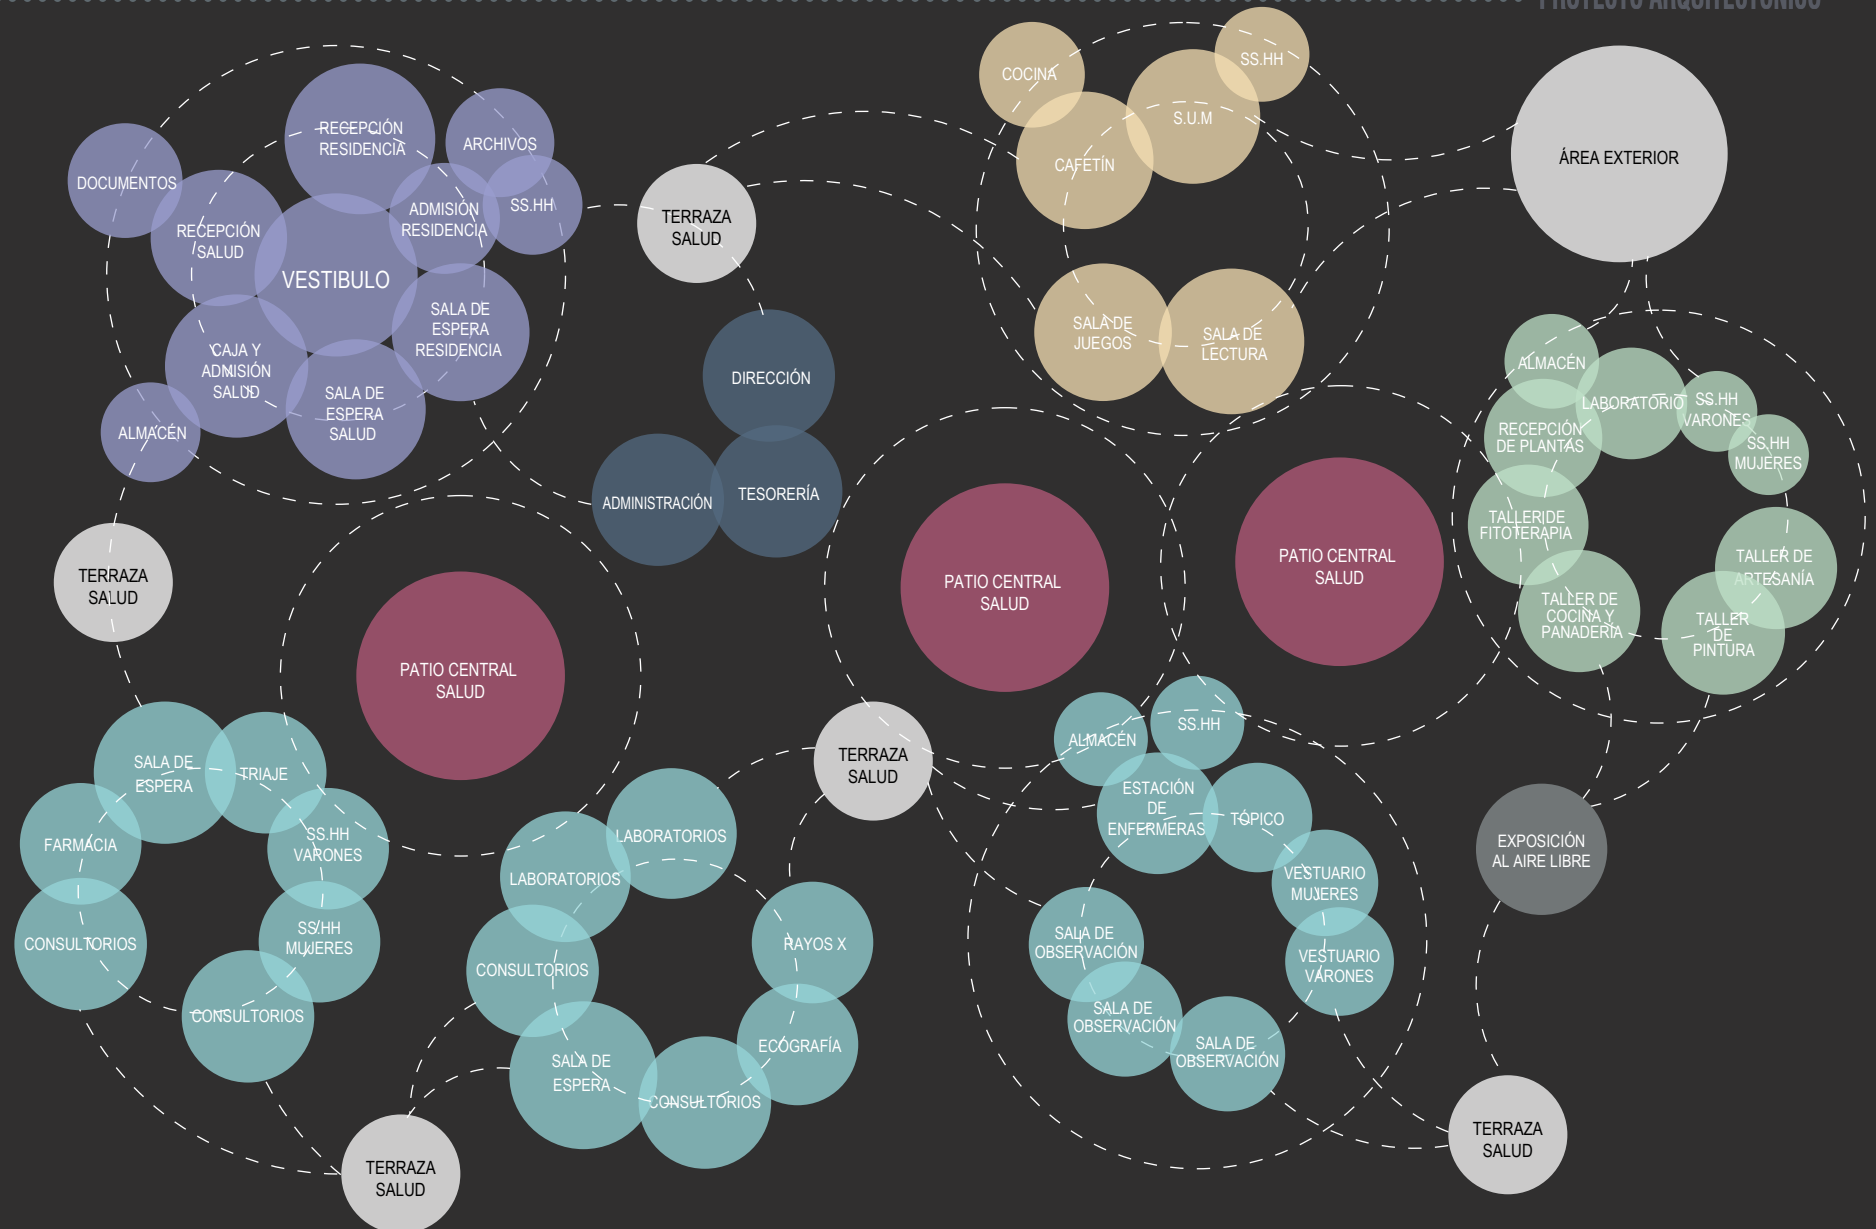 PROYECTO ARQUITECTÓNICO
COCINA
SS.HH
S.U.M
CAFETÍN
SALA DE
JUEGOS
SALA DE
LECTURA
ÁREA EXTERIOR
RECEPCIÓN
RESIDENCÍA
ARCHIVOS
DOCUMENTOS
ADMISIÓN
RESIDENCIA
SS.HH
RECEPCIÓN
SALUD
VESTIBULO
SALA DE
ESPERA
RESIDENCIA
CAJA Y
ADMISIÓN
SALUD
SALA DE
ESPERA
SALUD
ALMACÉN
TERRAZA
SALUD
DIRECCIÓN
ADMINISTRACIÓN
TESORERÍA
ALMACÉN
LABORATORIO
SS.HH
VARONES
RECEPCIÓN
DE PLANTAS
SS.HH
MUJERES
TALLER DE
FITOTERAPIA
TALLER DE
ARTESANÍA
TALLER DE
COCINA Y
PANADERÍA
TALLER
DE
PINTURA
TERRAZA
SALUD
PATIO CENTRAL
SALUD
PATIO CENTRAL
SALUD
PATIO CENTRAL
SALUD
SALA DE
ESPERA
TRIAJE
FARMACIA
SS.HH
VARONES
CONSULTORIOS
SS.HH
MUJERES
CONSULTORIOS
LABORATORIOS
LABORATORIOS
CONSULTORIOS
RAYOS X
SALA DE
ESPERA
ECOGRAFÍA
CONSULTORIOS
TERRAZA
SALUD
TERRAZA
SALUD
ALMACÉN
SS.HH
ESTACIÓN
DE
ENFERMERAS
TÓPICO
VESTUARIO
MUJERES
SALA DE
OBSERVACIÓN
VESTUARIO
VARONES
SALA DE
OBSERVACIÓN
SALA DE
OBSERVACIÓN
EXPOSICIÓN
AL AIRE LIBRE
TERRAZA
SALUD